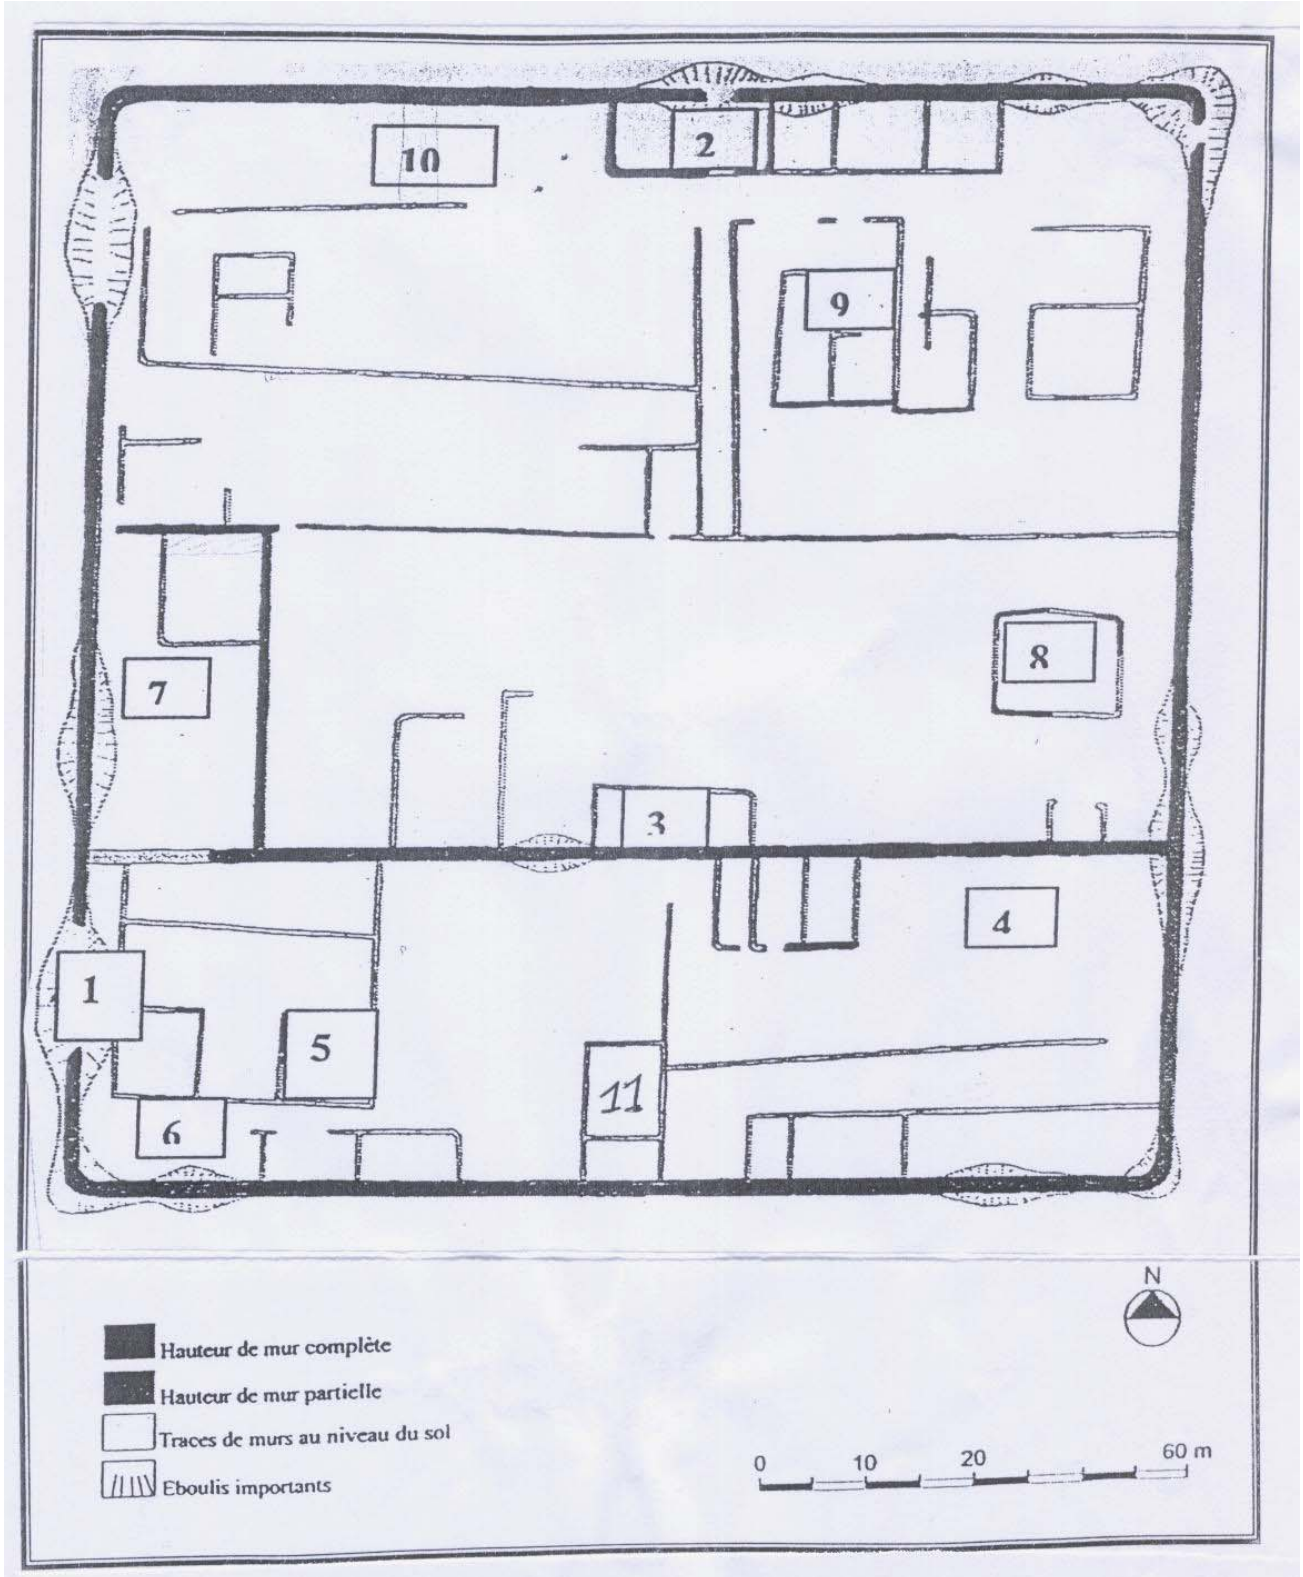 10
2
9
7
8
3
4
1
5
11
6
N
Hauteur de mur complète
Hauteur de mur partielle
Traces de murs au niveau du sol
Eboulis importants
0 10 20 60 m